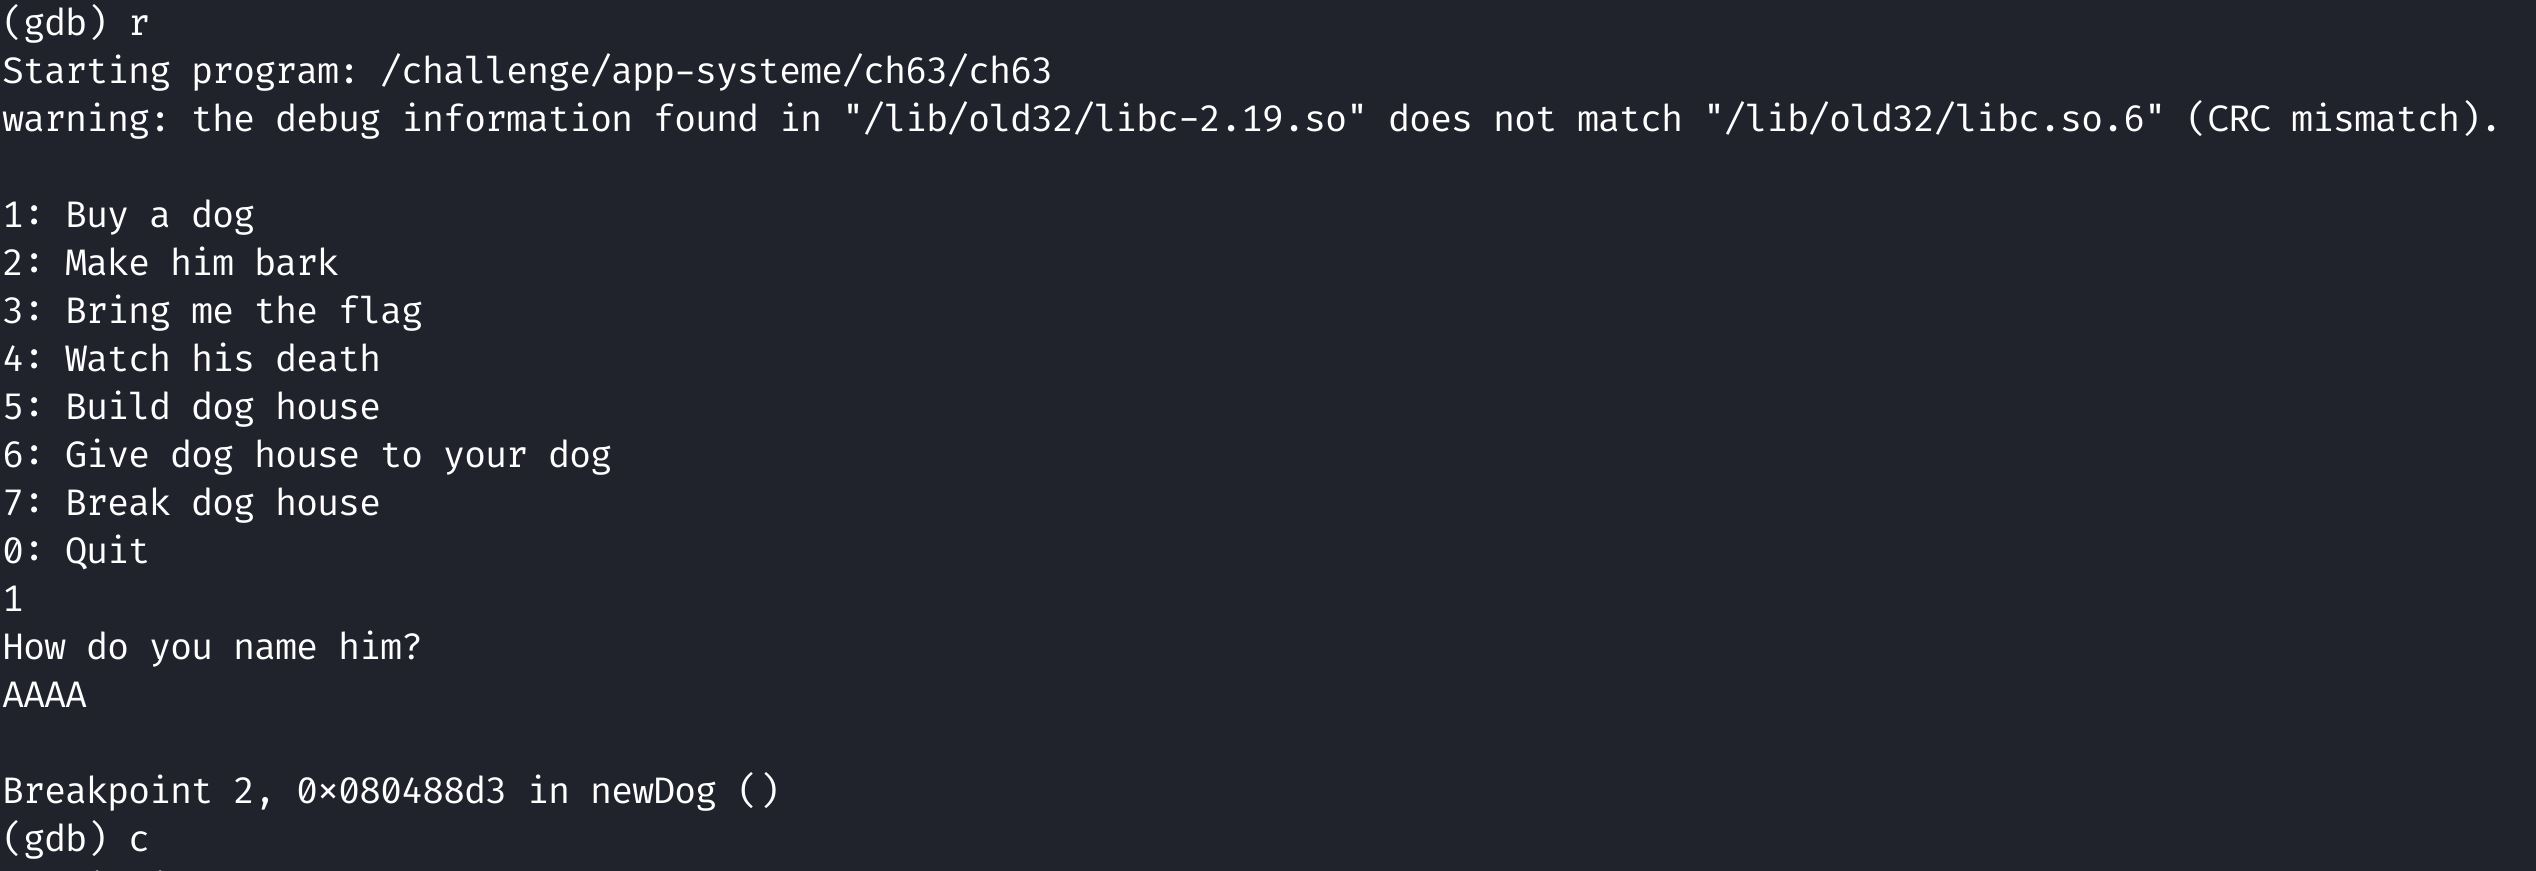 (gdb) r
Starting program: /challenge/app-systeme/ch63/ch63
warning: the debug information found in "/lib/old32/libc-2.19.so" does not match "/lib/old32/libc.so.6" (CRC mismatch).
1: Buy a dog
2: Make him bark
3: Bring me the flag
4: Watch his death
5: Build dog house
6: Give dog house to your dog
7: Break dog house
0: Quit
1
How do you name him?
AAAA
Breakpoint 2, 0×080488d3 in newDog ()
(gdb) c